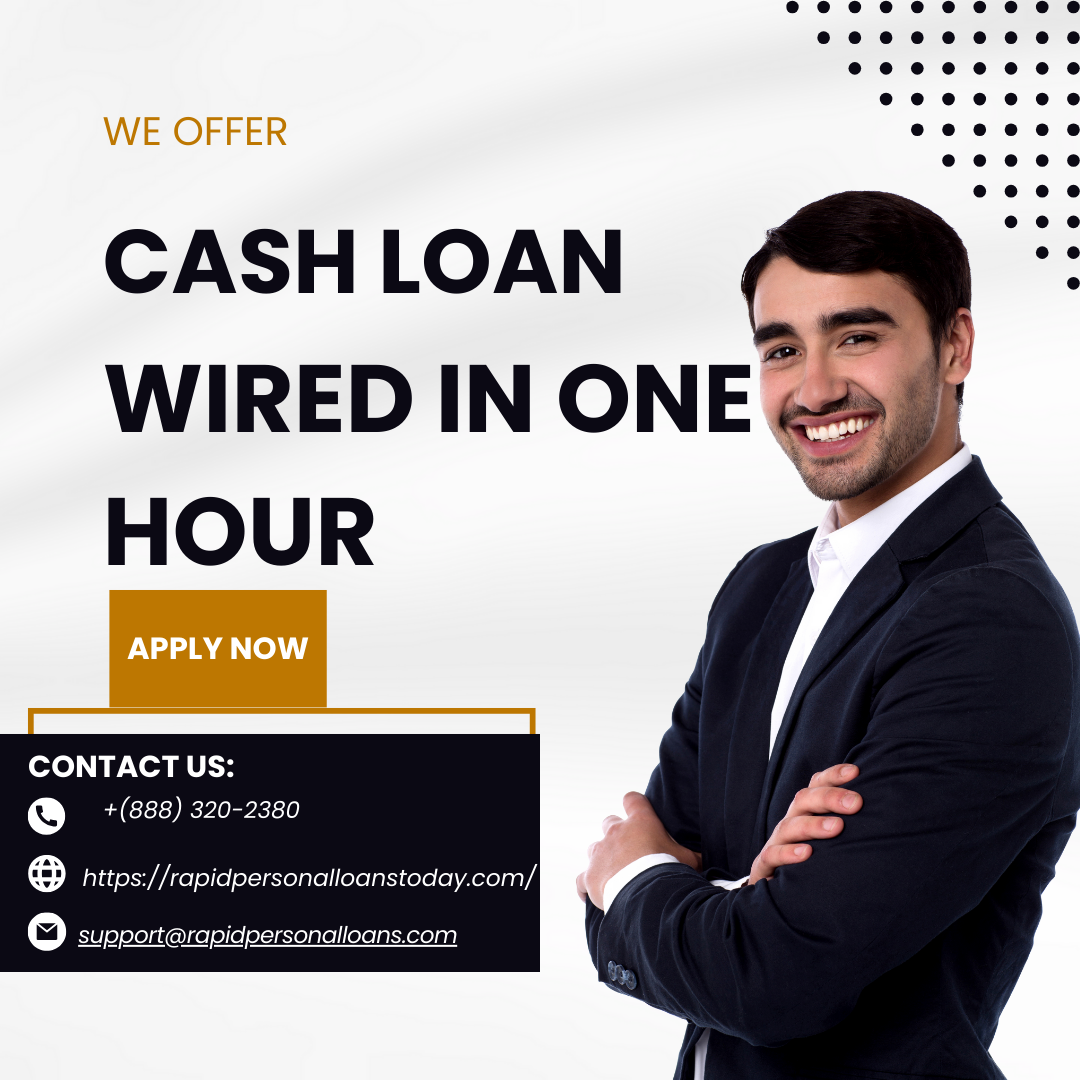 WE OFFER
CASH LOAN
WIRED IN ONE
HOUR
APPLY NOW
CONTACT US:
+(888) 320-2380
https://rapidpersonalloanstoday.com/
support@rapidpersonalloans.com